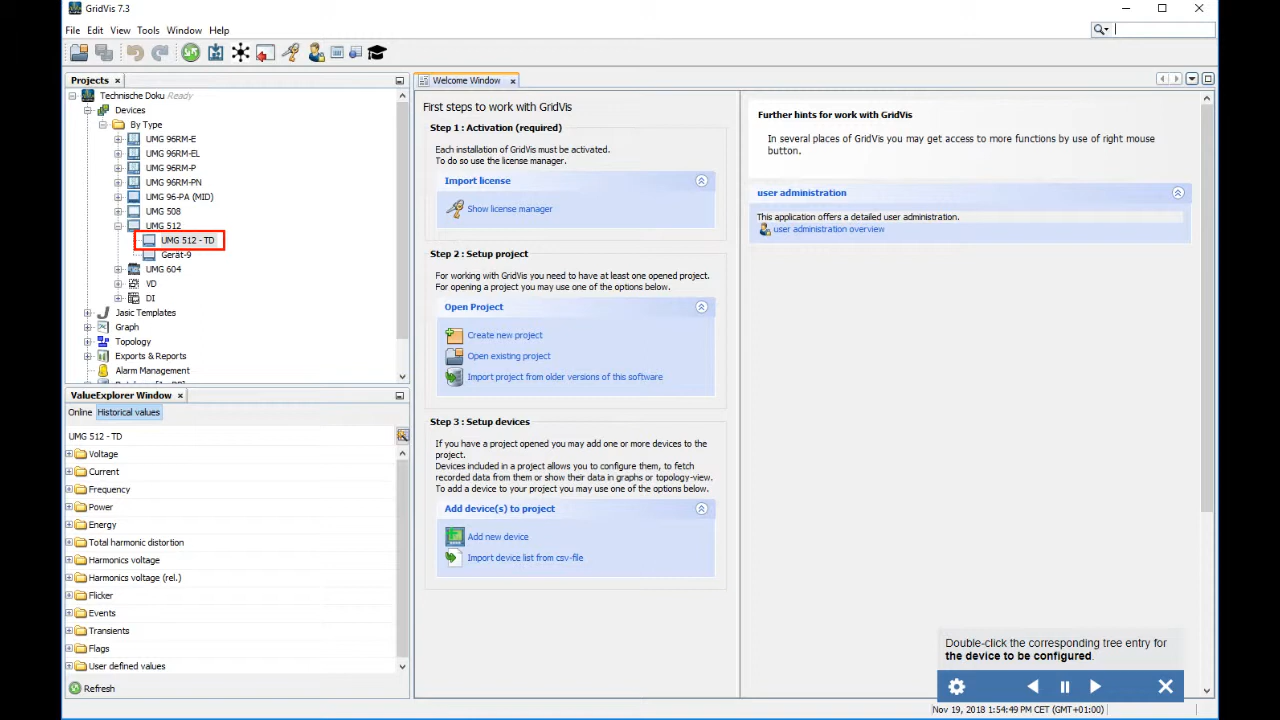 GridVis 7.3
File Edit View Tools Window Help
Projects
Technische Doku Ready
Devices
By Type
UMG 96RM-E
UMG 96RM-EL
UMG 96RM-P
UMG 96RM-PN
UMG 96-PA (MID)
UMG 508
UMG 512
UMG 512 - TD
Gerät-9
UMG 604
VD
DI
Jasic Templates
Graph
Topology
Exports & Reports
Alarm Management
ValueExplorer Window
Online Historical values
UMG 512 - TD
Voltage
Current
Frequency
Power
Energy
Total harmonic distortion
Harmonics voltage
Harmonics voltage (rel.)
Flicker
Events
Transients
Flags
User defined values
Refresh
Welcome Window
First steps to work with GridVis
Step 1 : Activation (required)
Each installation of GridVis must be activated.
To do so use the license manager.
Import license
Show license manager
Step 2 : Setup project
For working with GridVis you need to have at least one opened project.
For opening a project you may use one of the options below.
Open Project
Create new project
Open existing project
Import project from older versions of this software
Step 3 : Setup devices
If you have a project opened you may add one or more devices to the
project.
Devices included in a project allows you to configure them, to fetch
recorded data from them or show their data in graphs or topology-view.
To add a device to your project you may use one of the options below.
Add device(s) to project
Add new device
Import device list from csv-file
Further hints for work with GridVis
In several places of GridVis you may get access to more functions by use of right mouse
button.
user administration
This application offers a detailed user administration.
user administration overview
Double-click the corresponding tree entry for
the device to be configured.
Nov 19, 2018 1:54:49 PM CET (GMT+01:00)